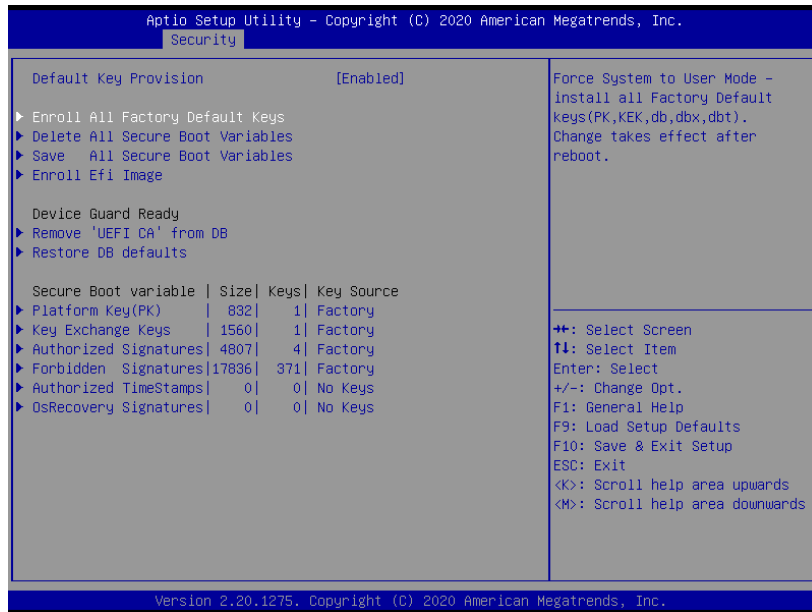 Aptio Setup Utility – Copyright (C) 2020 American Megatrends, Inc.
Security
Default Key Provision [Enabled]
Enroll All Factory Default Keys
Delete All Secure Boot Variables
Save All Secure Boot Variables
Enroll Efi Image
Device Guard Ready
Remove 'UEFI CA' from DB
Restore DB defaults
Secure Boot variable | Size| Keys| Key Source
Platform Key(PK) | 832| 1| Factory
Key Exchange Keys | 1560| 1| Factory
Authorized Signatures| 4807| 4| Factory
Forbidden Signatures|17836| 371| Factory
Authorized TimeStamps| 0| 0| No Keys
OsRecovery Signatures| 0| 0| No Keys
Force System to User Mode –
install all Factory Default
keys(PK,KEK,db,dbx,dbt).
Change takes effect after
reboot.
→←: Select Screen
↑↓: Select Item
Enter: Select
+/-: Change Opt.
F1: General Help
F9: Load Setup Defaults
F10: Save & Exit Setup
ESC: Exit
<K>: Scroll help area upwards
<M>: Scroll help area downwards
Version 2.20.1275. Copyright (C) 2020 American Megatrends, Inc.